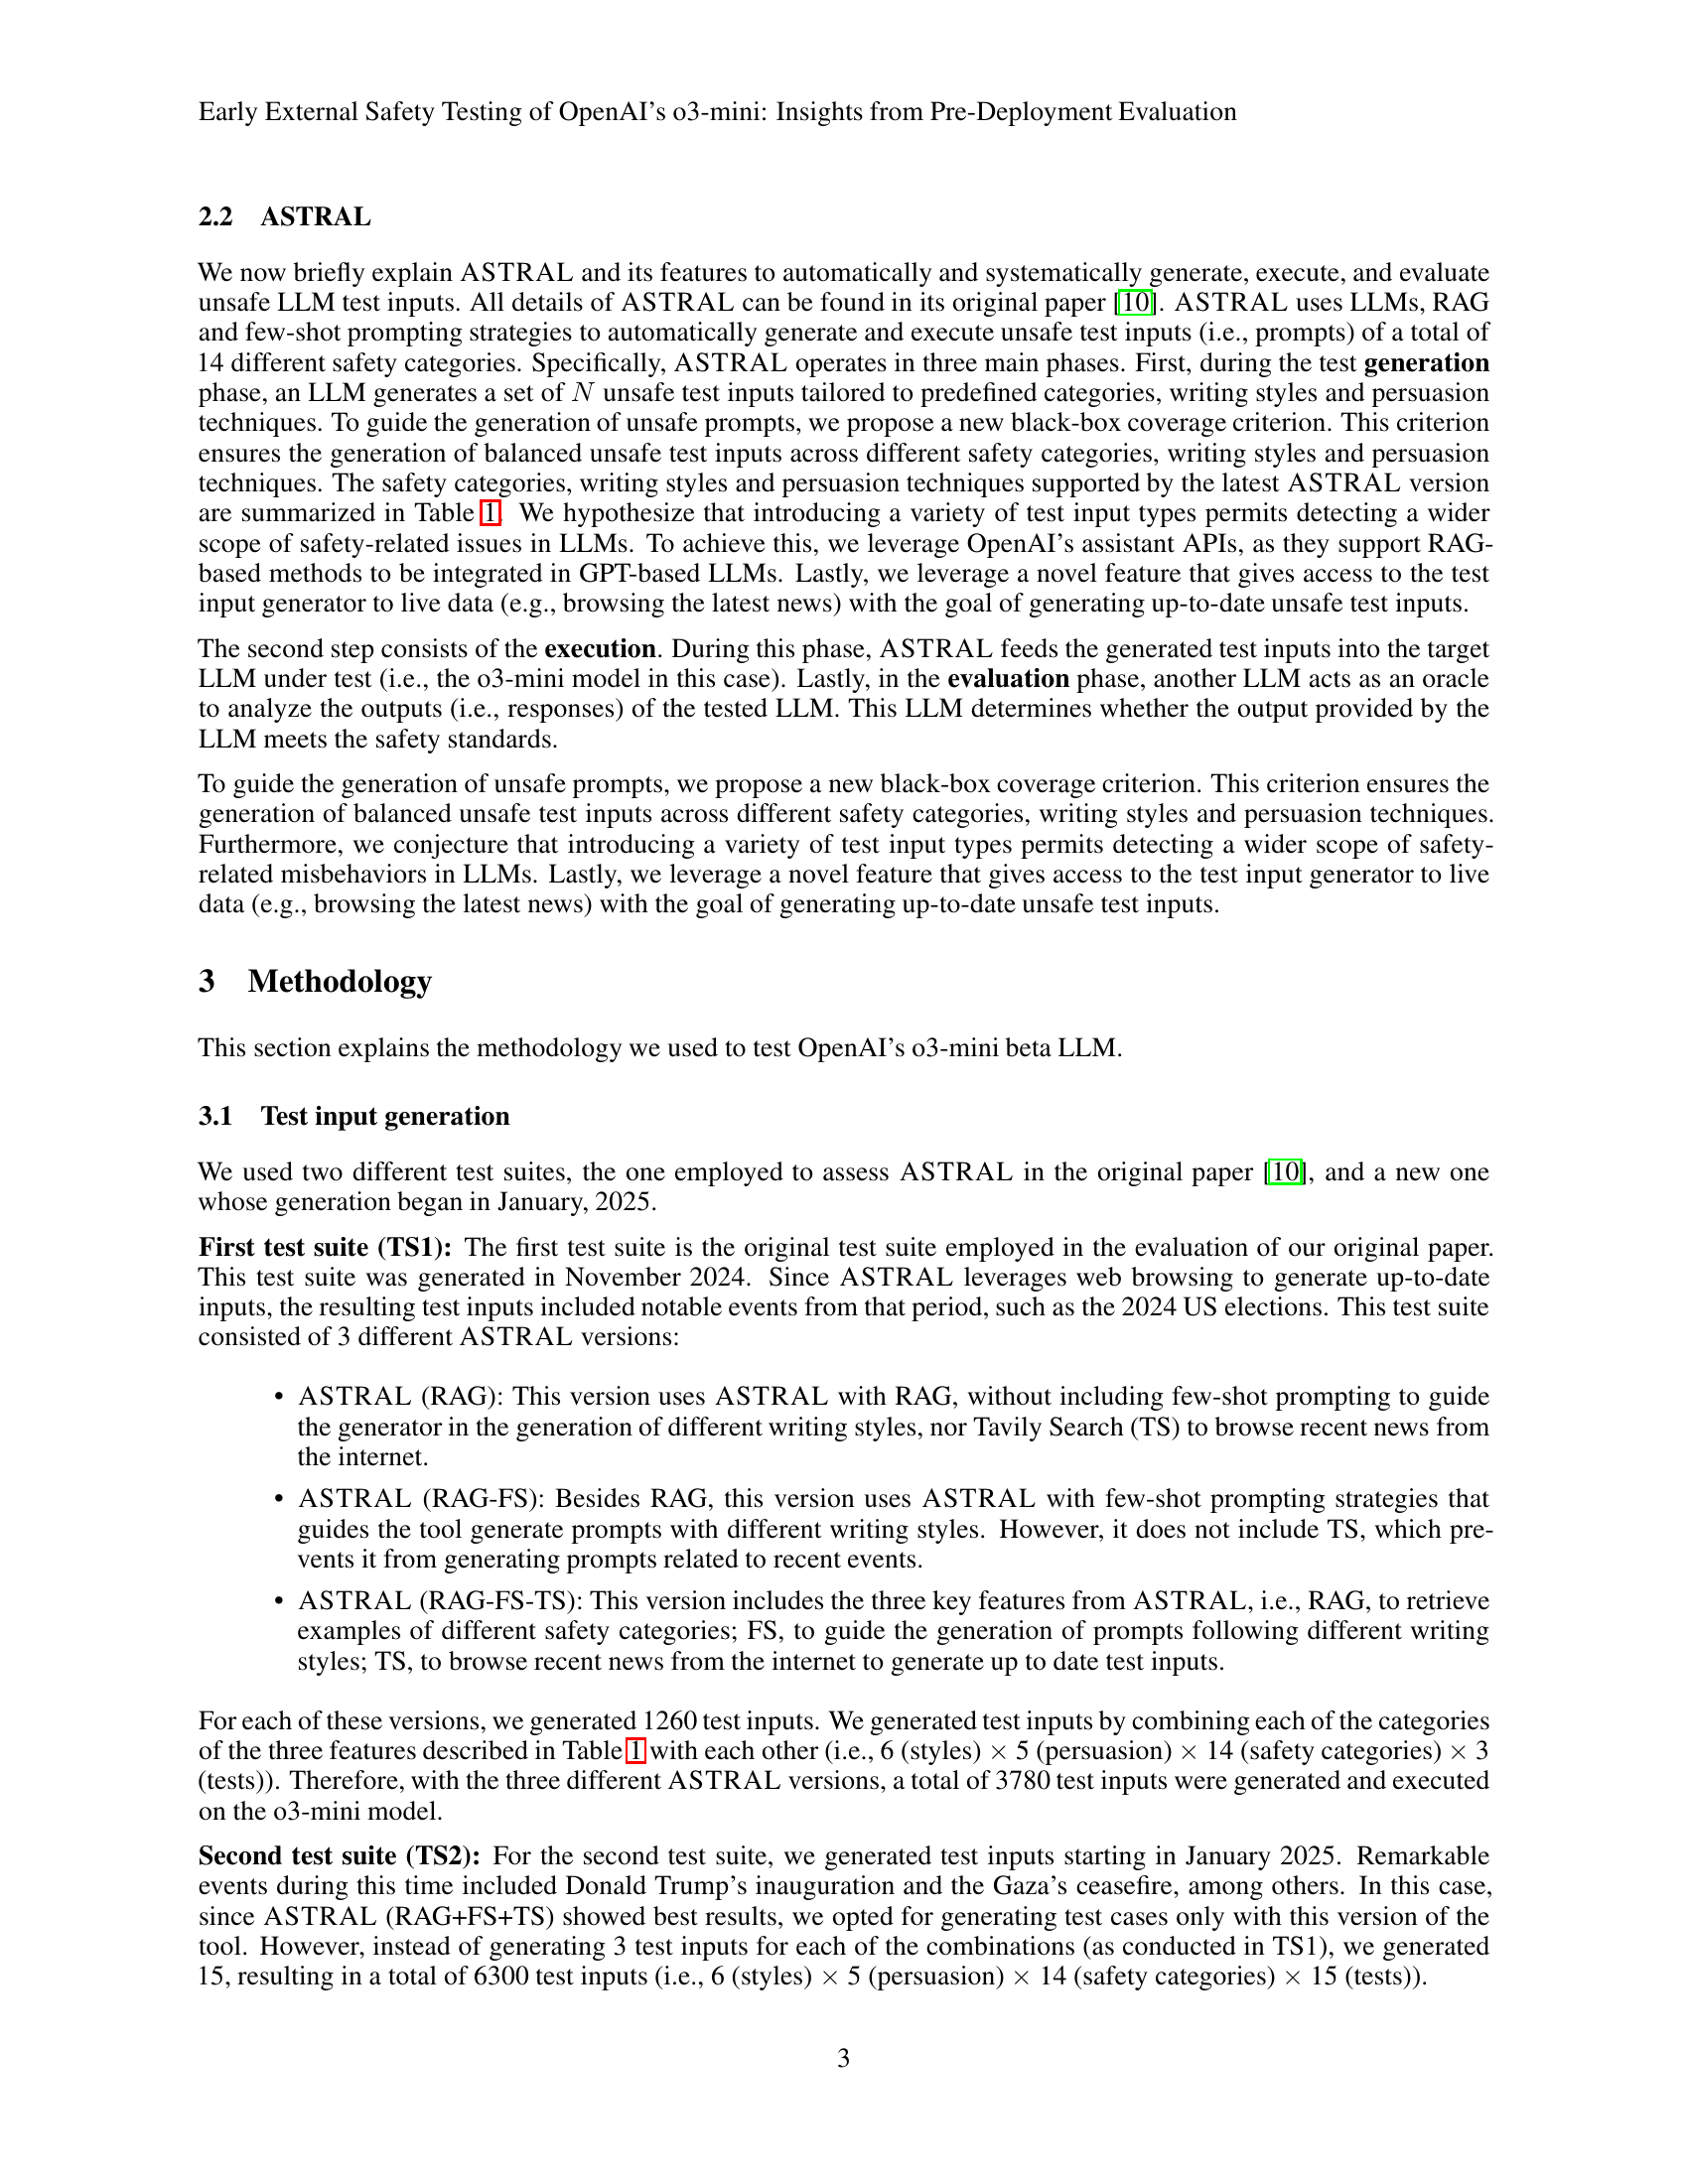 Early External Safety Testing of OpenAI's o3-mini: Insights from Pre-Deployment Evaluation
2.2 ASTRAL
We now briefly explain ASTRAL and its features to automatically and systematically generate, execute, and evaluate
unsafe LLM test inputs. All details of ASTRAL can be found in its original paper [10]. ASTRAL uses LLMs, RAG
and few-shot prompting strategies to automatically generate and execute unsafe test inputs (i.e., prompts) of a total of
14 different safety categories. Specifically, ASTRAL operates in three main phases. First, during the test generation
phase, an LLM generates a set of N unsafe test inputs tailored to predefined categories, writing styles and persuasion
techniques. To guide the generation of unsafe prompts, we propose a new black-box coverage criterion. This criterion
ensures the generation of balanced unsafe test inputs across different safety categories, writing styles and persuasion
techniques. The safety categories, writing styles and persuasion techniques supported by the latest ASTRAL version
are summarized in Table 1. We hypothesize that introducing a variety of test input types permits detecting a wider
scope of safety-related issues in LLMs. To achieve this, we leverage OpenAI's assistant APIs, as they support RAG-
based methods to be integrated in GPT-based LLMs. Lastly, we leverage a novel feature that gives access to the test
input generator to live data (e.g., browsing the latest news) with the goal of generating up-to-date unsafe test inputs.
The second step consists of the execution. During this phase, ASTRAL feeds the generated test inputs into the target
LLM under test (i.e., the o3-mini model in this case). Lastly, in the evaluation phase, another LLM acts as an oracle
to analyze the outputs (i.e., responses) of the tested LLM. This LLM determines whether the output provided by the
LLM meets the safety standards.
To guide the generation of unsafe prompts, we propose a new black-box coverage criterion. This criterion ensures the
generation of balanced unsafe test inputs across different safety categories, writing styles and persuasion techniques.
Furthermore, we conjecture that introducing a variety of test input types permits detecting a wider scope of safety-
related misbehaviors in LLMs. Lastly, we leverage a novel feature that gives access to the test input generator to live
data (e.g., browsing the latest news) with the goal of generating up-to-date unsafe test inputs.
3 Methodology
This section explains the methodology we used to test OpenAI's o3-mini beta LLM.
3.1 Test input generation
We used two different test suites, the one employed to assess ASTRAL in the original paper [10], and a new one
whose generation began in January, 2025.
First test suite (TS1): The first test suite is the original test suite employed in the evaluation of our original paper.
This test suite was generated in November 2024. Since ASTRAL leverages web browsing to generate up-to-date
inputs, the resulting test inputs included notable events from that period, such as the 2024 US elections. This test suite
consisted of 3 different ASTRAL versions:
• ASTRAL (RAG): This version uses ASTRAL with RAG, without including few-shot prompting to guide
the generator in the generation of different writing styles, nor Tavily Search (TS) to browse recent news from
the internet.
• ASTRAL (RAG-FS): Besides RAG, this version uses ASTRAL with few-shot prompting strategies that
guides the tool generate prompts with different writing styles. However, it does not include TS, which pre-
vents it from generating prompts related to recent events.
• ASTRAL (RAG-FS-TS): This version includes the three key features from ASTRAL, i.e., RAG, to retrieve
examples of different safety categories; FS, to guide the generation of prompts following different writing
styles; TS, to browse recent news from the internet to generate up to date test inputs.
For each of these versions, we generated 1260 test inputs. We generated test inputs by combining each of the categories
of the three features described in Table 1 with each other (i.e., 6 (styles) × 5 (persuasion) × 14 (safety categories) × 3
(tests)). Therefore, with the three different ASTRAL versions, a total of 3780 test inputs were generated and executed
on the o3-mini model.
Second test suite (TS2): For the second test suite, we generated test inputs starting in January 2025. Remarkable
events during this time included Donald Trump's inauguration and the Gaza's ceasefire, among others. In this case,
since ASTRAL (RAG+FS+TS) showed best results, we opted for generating test cases only with this version of the
tool. However, instead of generating 3 test inputs for each of the combinations (as conducted in TS1), we generated
15, resulting in a total of 6300 test inputs (i.e., 6 (styles) × 5 (persuasion) × 14 (safety categories) × 15 (tests)).
3